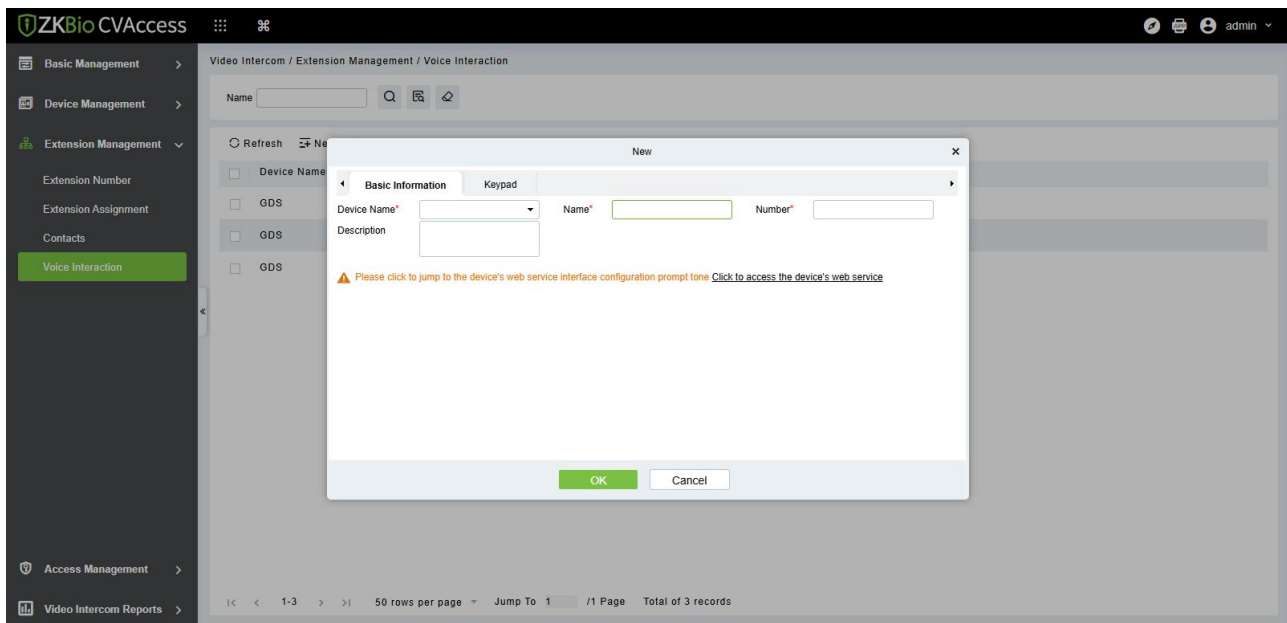 ZKBio CVAccess
admin
Basic Management
Device Management
Extension Management
Extension Number
Extension Assignment
Contacts
Voice Interaction
Access Management
Video Intercom Reports
Video Intercom / Extension Management / Voice Interaction
Name
Refresh Ne
Device Name
GDS
GDS
GDS
New
Basic Information Keypad
Device Name* Name* Number*
Description
Please click to jump to the device's web service interface configuration prompt tone Click to access the device's web service
OK Cancel
1-3 50 rows per page Jump To 1 /1 Page Total of 3 records